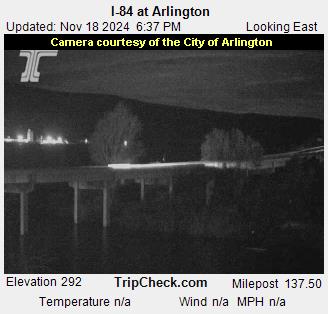 I-84 at Arlington
Updated: Nov 18 2024 6:37 PM Looking East
Camera courtesy of the City of Arlington
Elevation 292 TripCheck.com Milepost 137.50
Temperature n/a Wind n/a MPH n/a